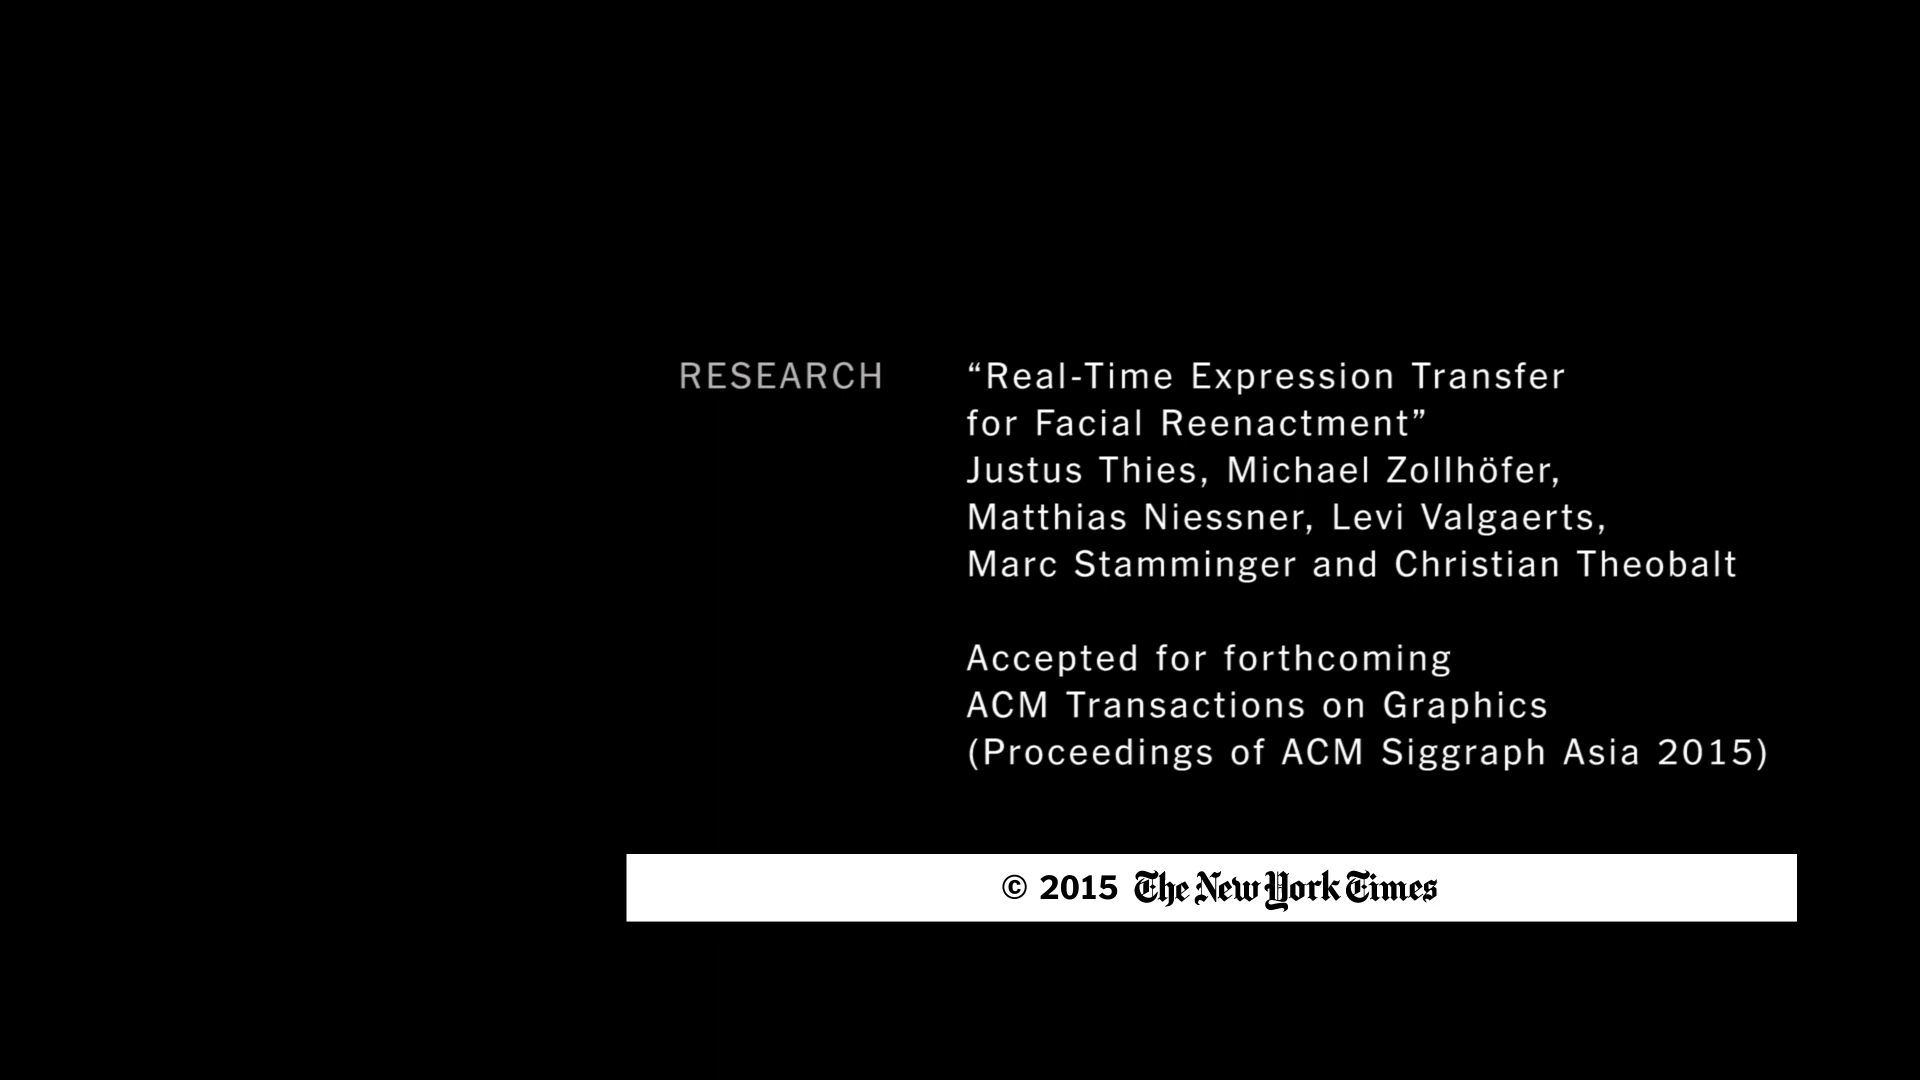 RESEARCH
“Real-Time Expression Transfer
for Facial Reenactment”
Justus Thies, Michael Zollhöfer,
Matthias Niessner, Levi Valgaerts,
Marc Stamminger and Christian Theobalt
Accepted for forthcoming
ACM Transactions on Graphics
(Proceedings of ACM Siggraph Asia 2015)
© 2015 The New York Times